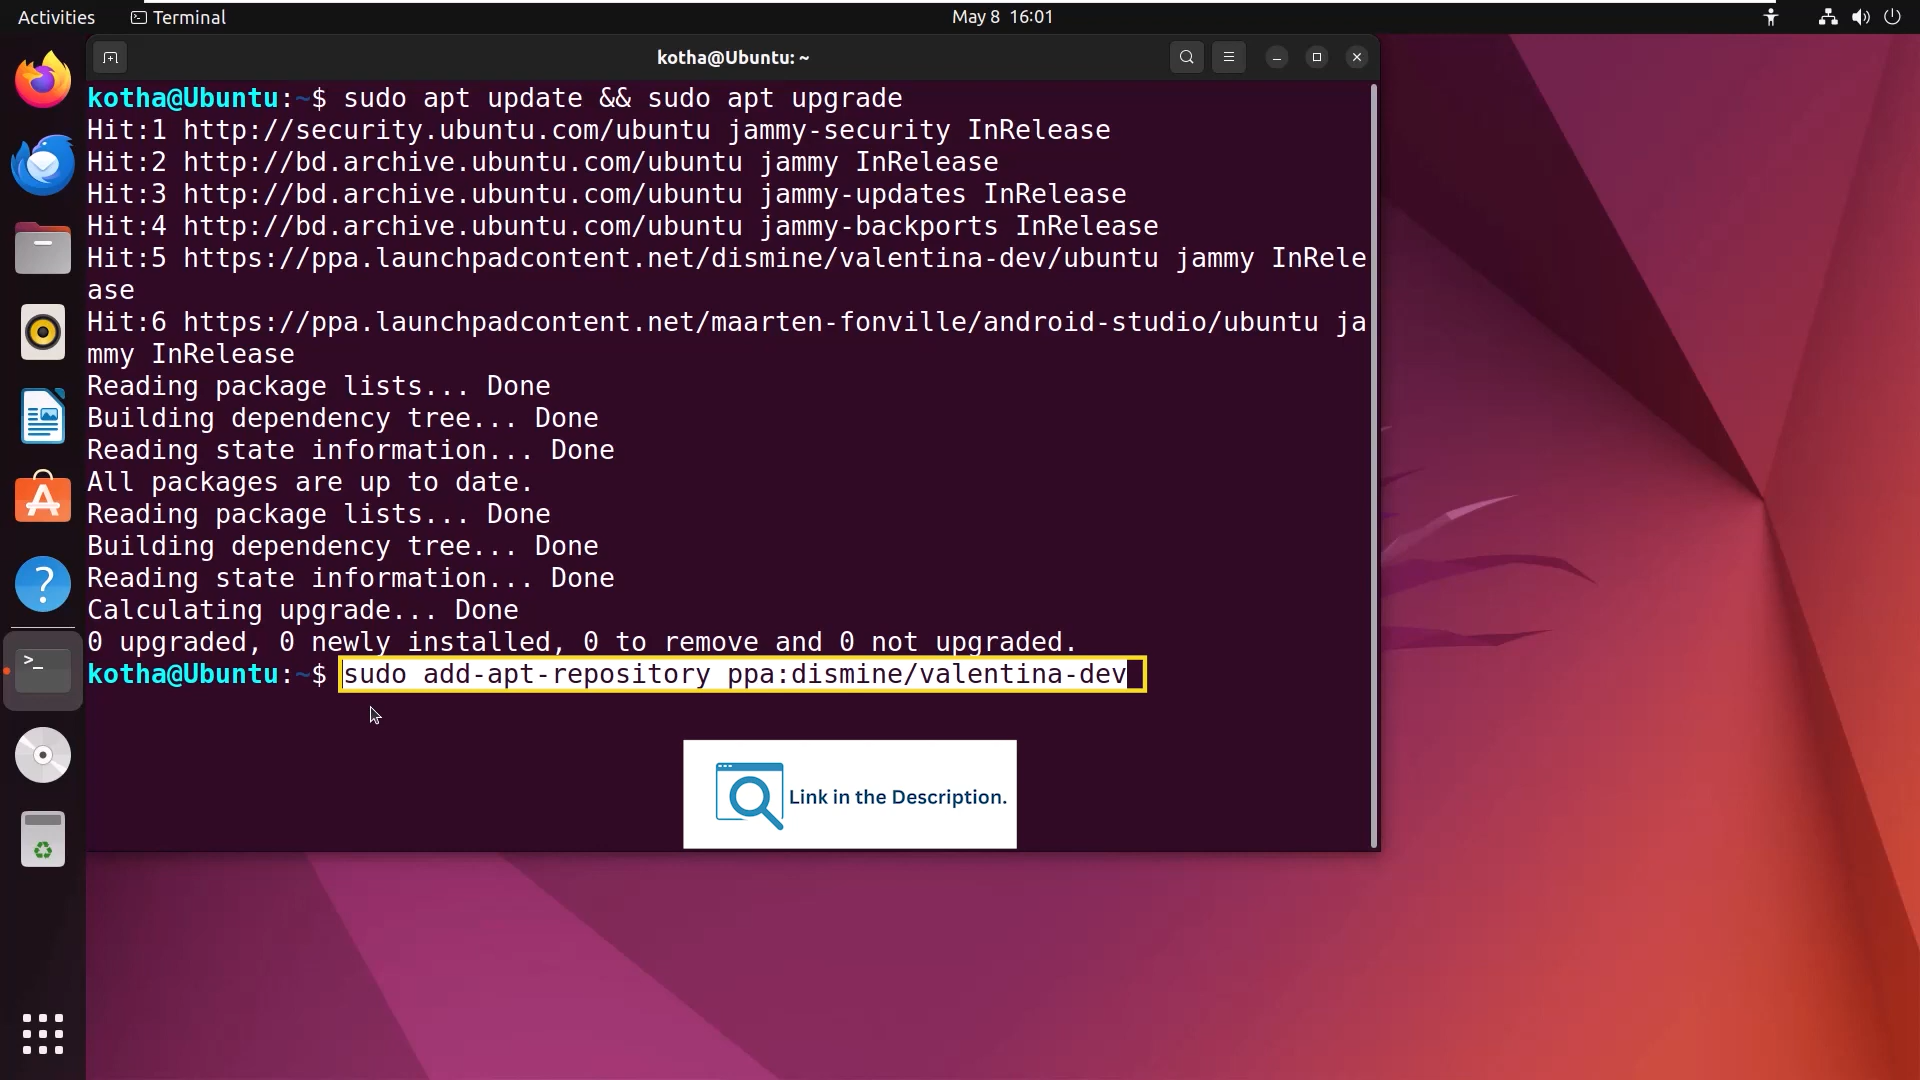 Activities
Terminal
May 8 16:01
kotha@Ubuntu: ~
kotha@Ubuntu:~$ sudo apt update && sudo apt upgrade
Hit:1 http://security.ubuntu.com/ubuntu jammy-security InRelease
Hit:2 http://bd.archive.ubuntu.com/ubuntu jammy InRelease
Hit:3 http://bd.archive.ubuntu.com/ubuntu jammy-updates InRelease
Hit:4 http://bd.archive.ubuntu.com/ubuntu jammy-backports InRelease
Hit:5 https://ppa.launchpadcontent.net/dismine/valentina-dev/ubuntu jammy InRele
ase
Hit:6 https://ppa.launchpadcontent.net/maarten-fonville/android-studio/ubuntu ja
mmy InRelease
Reading package lists... Done
Building dependency tree... Done
Reading state information... Done
All packages are up to date.
Reading package lists... Done
Building dependency tree... Done
Reading state information... Done
Calculating upgrade... Done
0 upgraded, 0 newly installed, 0 to remove and 0 not upgraded.
kotha@Ubuntu:~$ sudo add-apt-repository ppa:dismine/valentina-dev
Link in the Description.